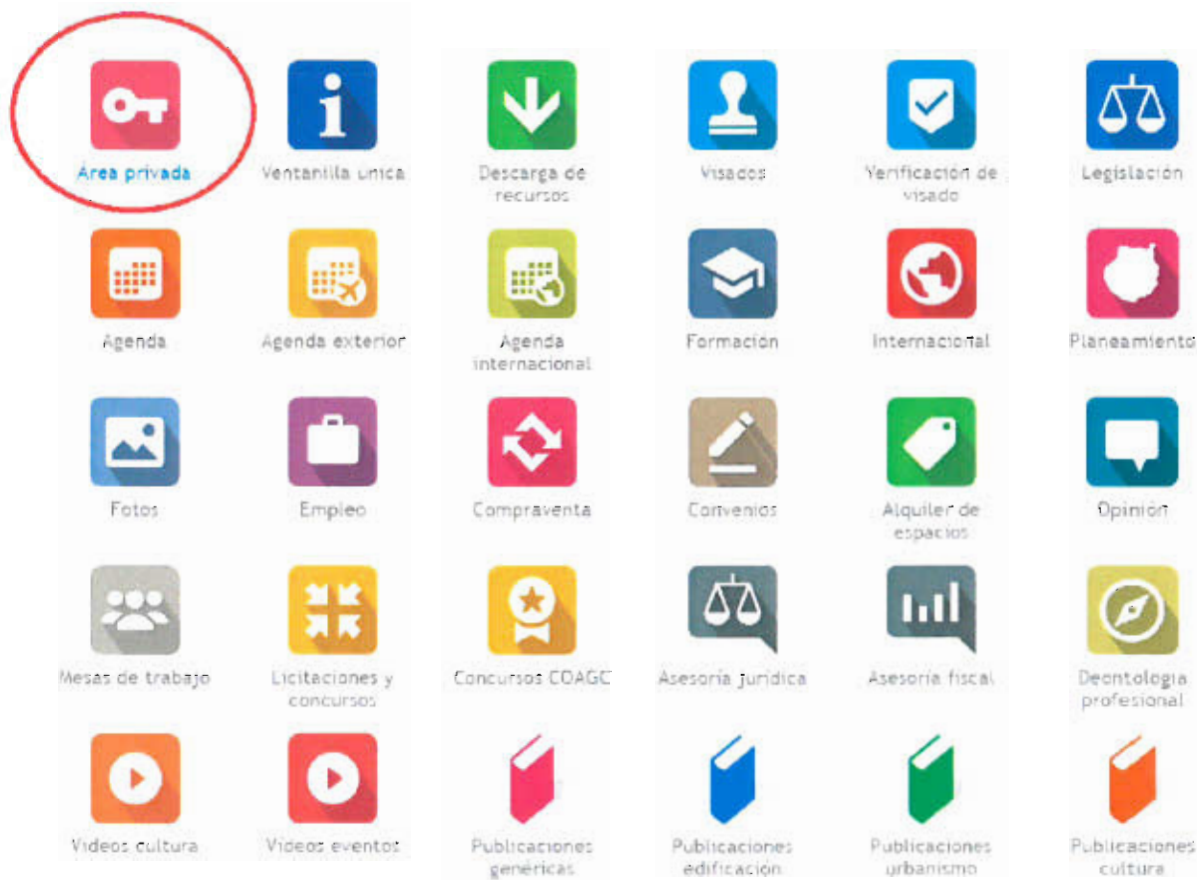 Área privada
Ventanilla unica
Descarga de
recursos
Visados
Verificación de
visado
Legislación
Agenda
Agenda exterior
Agenda
internacional
Formación
Internacional
Planeamiento
Fotos
Empleo
Compraventa
Convenios
Alquiler de
espacios
Opinión
Mesas de trabajo
Licitaciones y
concursos
Concursos COAGC
Asesoría jurídica
Asesoría fiscal
Deontología
profesional
Videos cultura
Vídeos eventos
Publicaciones
genéricas
Publicaciones
edificación
Publicaciones
urbanismo
Publicaciones
cultura